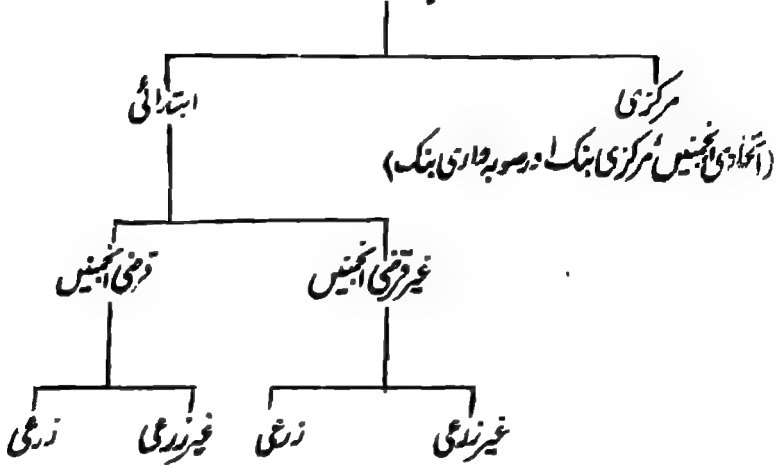 مرکزی ابتدائی
(اتحادی انجمنیں، مرکزی بنک اور صوبہ واری بنک)
غیر قرضی انجمنیں قرضی انجمنیں
غیر زرعی زرعی غیر زرعی زرعی